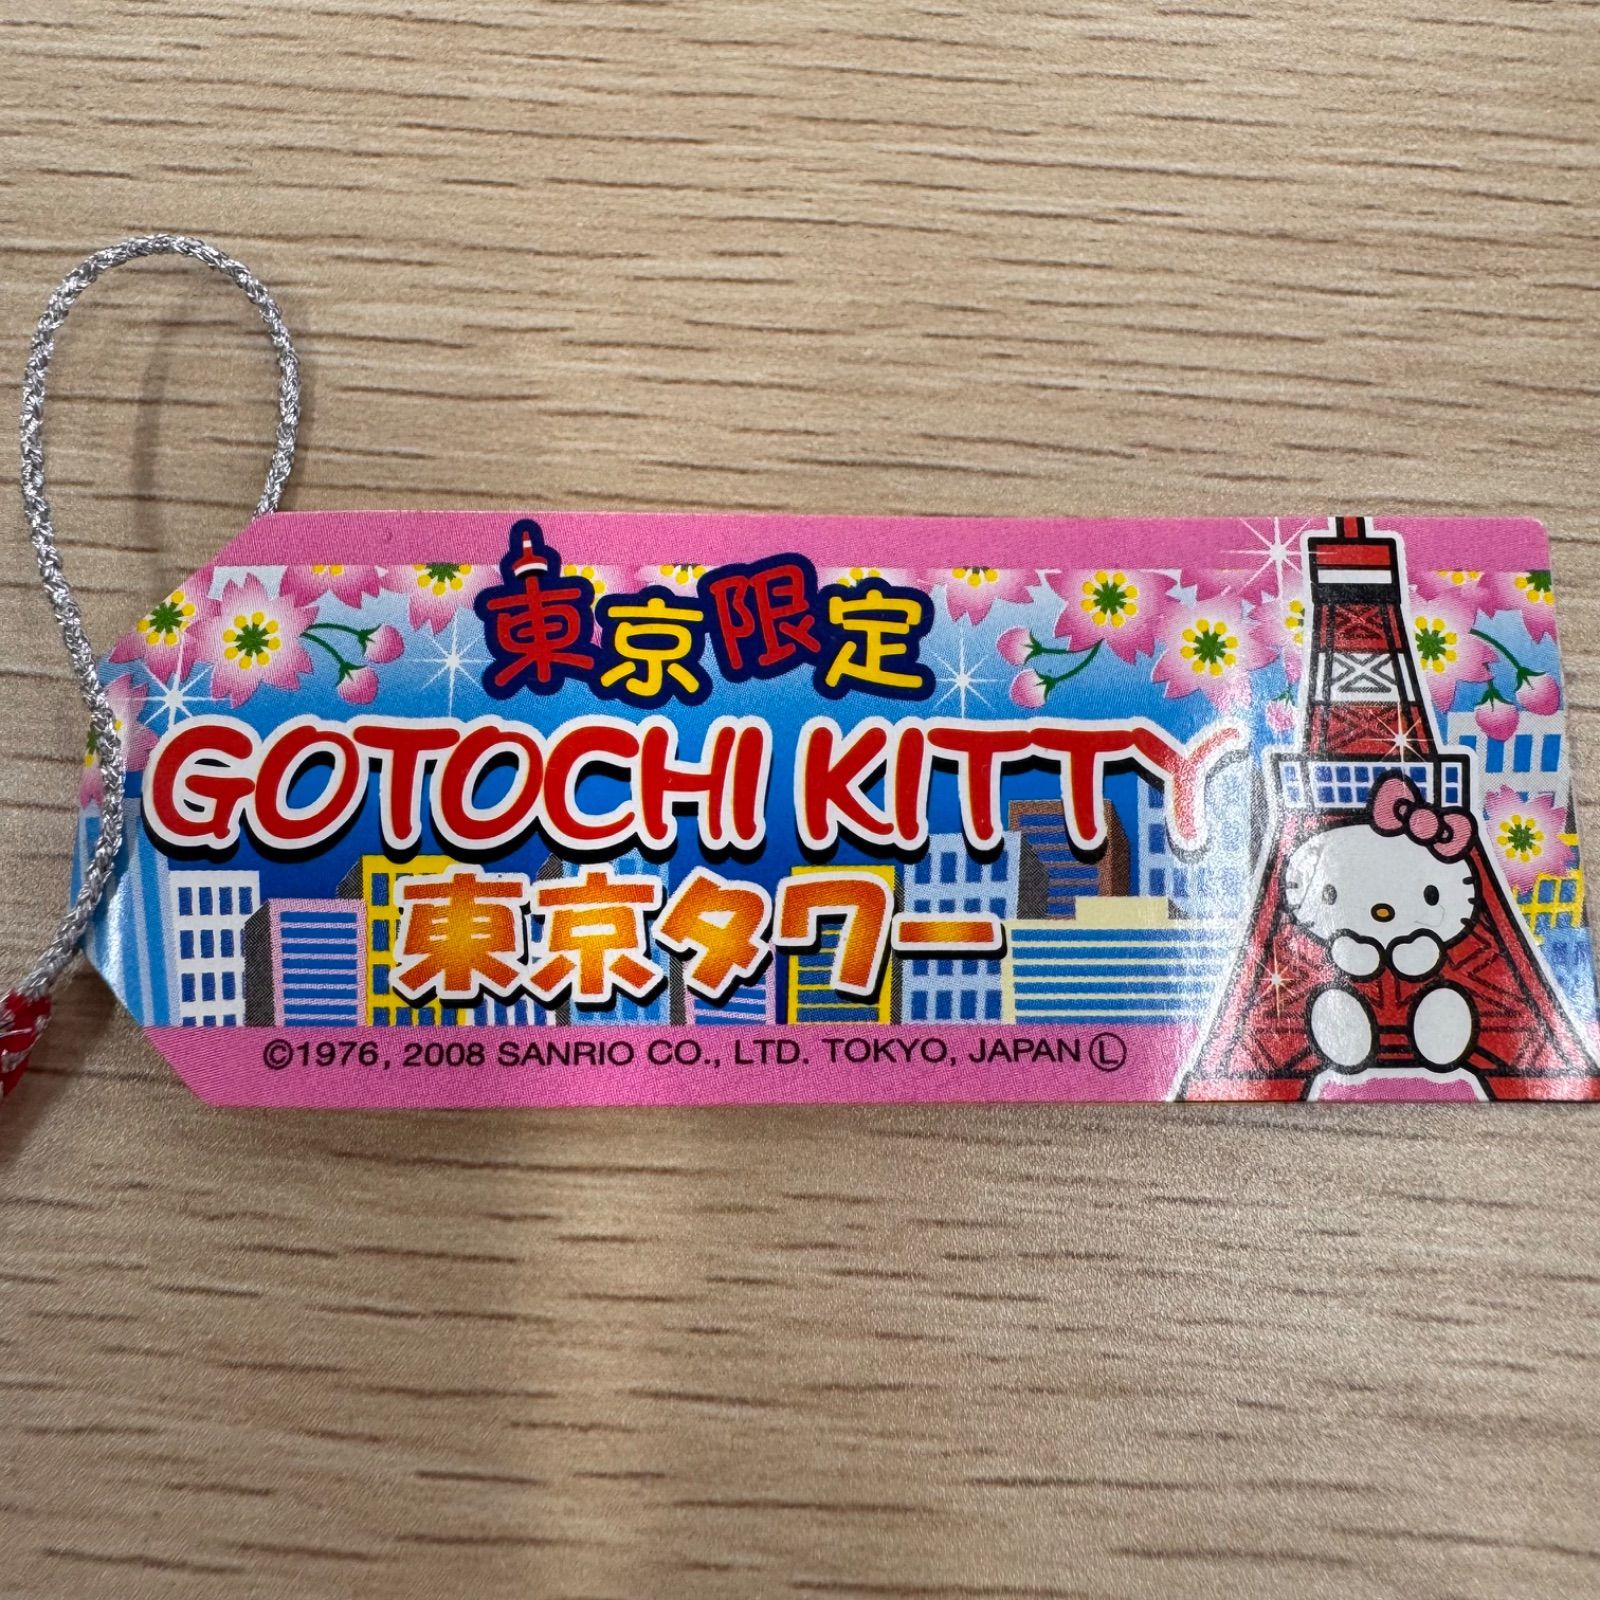 東京限定
GOTOCHI KITTY
東京タワー
©1976, 2008 SANRIO CO., LTD. TOKYO, JAPAN Ⓛ